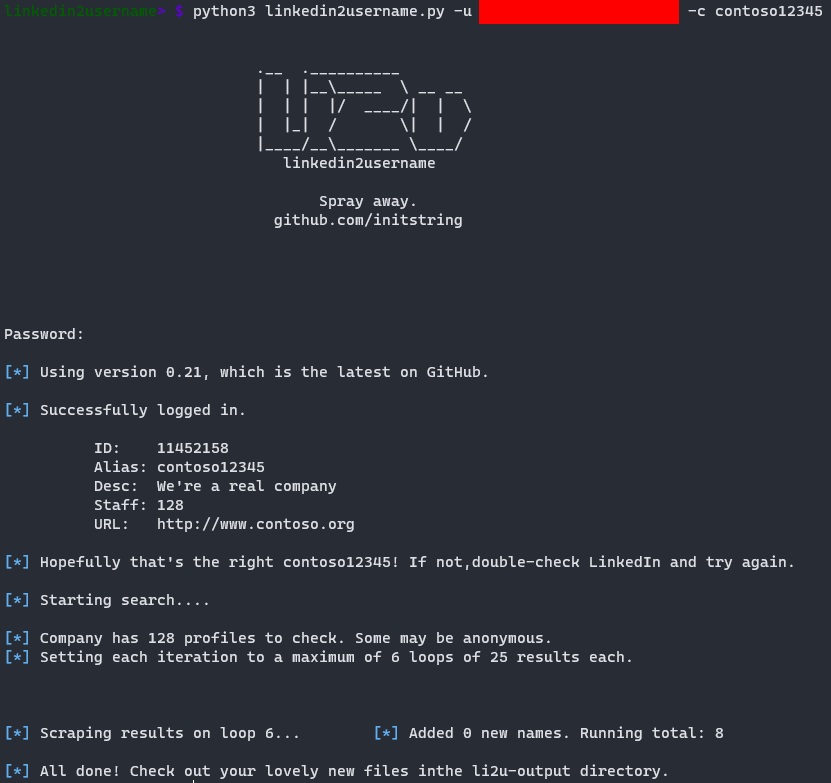 linkedin2username> $ python3 linkedin2username.py -u -c contoso12345
.__  .__________
|  | |__\_____  \ __ __
|  | |  |/  ____/|  |  \
|  |_|  /       \|  |  /
|____/__\_______ \____/
linkedin2username
Spray away.
github.com/initstring
Password:
[*] Using version 0.21, which is the latest on GitHub.
[*] Successfully logged in.
ID:    11452158
Alias: contoso12345
Desc:  We're a real company
Staff: 128
URL:   http://www.contoso.org
[*] Hopefully that's the right contoso12345! If not,double-check LinkedIn and try again.
[*] Starting search....
[*] Company has 128 profiles to check. Some may be anonymous.
[*] Setting each iteration to a maximum of 6 loops of 25 results each.
[*] Scraping results on loop 6...        [*] Added 0 new names. Running total: 8
[*] All done! Check out your lovely new files inthe li2u-output directory.